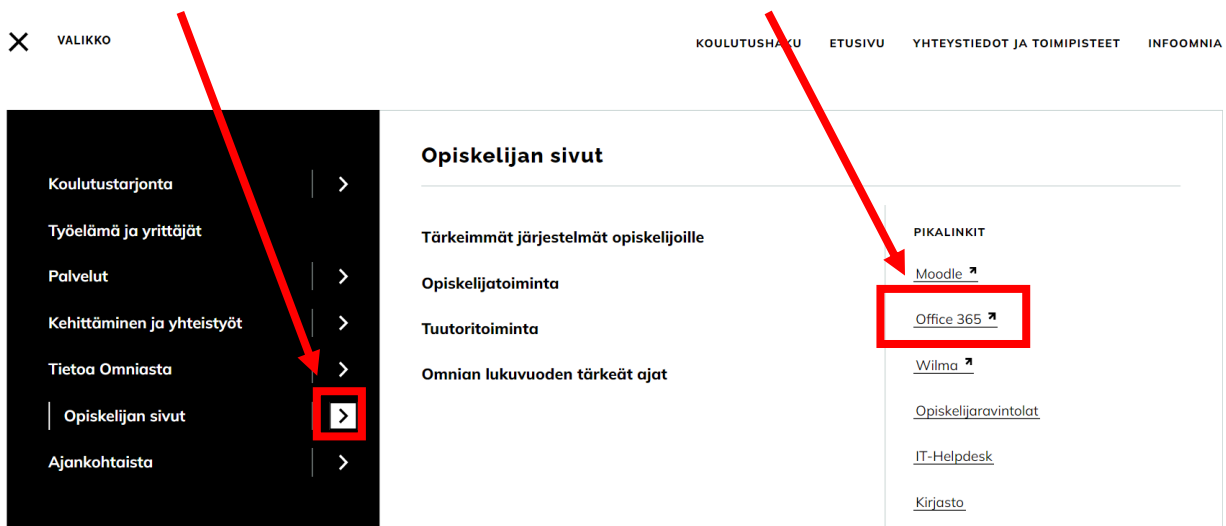 VALIKKO
KOULUTUSHAKU ETUSIVU YHTEYSTIEDOT JA TOIMIPISTEET INFOOMNIA
Koulutustarjonta
Työelämä ja yrittäjät
Palvelut
Kehittäminen ja yhteistyöt
Tietoa Omniasta
Opiskelijan sivut
Ajankohtaista
Opiskelijan sivut
Tärkeimmät järjestelmät opiskelijoille
Opiskelijatoiminta
Tuutoritoiminta
Omnian lukuvuoden tärkeät ajat
PIKALINKIT
Moodle
Office 365
Wilma
Opiskelijaravintolat
IT-Helpdesk
Kirjasto